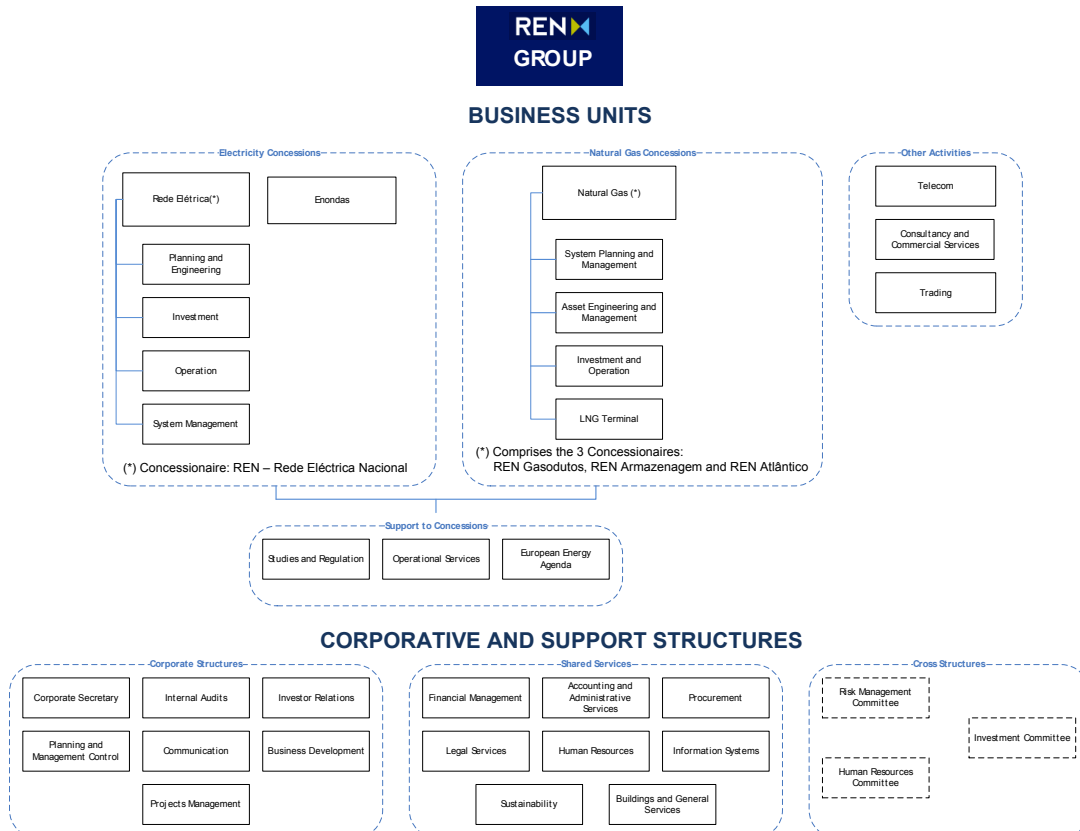 REN
GROUP
BUSINESS UNITS
Electricity Concessions
Rede Elétrica(*)
Enondas
Planning and
Engineering
Investment
Operation
System Management
(*) Concessionaire: REN – Rede Eléctrica Nacional
Natural Gas Concessions
Natural Gas (*)
System Planning and
Management
Asset Engineering and
Management
Investment and
Operation
LNG Terminal
(*) Comprises the 3 Concessionaires:
REN Gasodutos, REN Armazenagem and REN Atlântico
Other Activities
Telecom
Consultancy and
Commercial Services
Trading
Support to Concessions
Studies and Regulation
Operational Services
European Energy
Agenda
CORPORATIVE AND SUPPORT STRUCTURES
Corporate Structures
Corporate Secretary
Internal Audits
Investor Relations
Planning and
Management Control
Communication
Business Development
Projects Management
Shared Services
Financial Management
Accounting and
Administrative
Services
Procurement
Legal Services
Human Resources
Information Systems
Sustainability
Buildings and General
Services
Cross Structures
Risk Management
Committee
Investment Committee
Human Resources
Committee